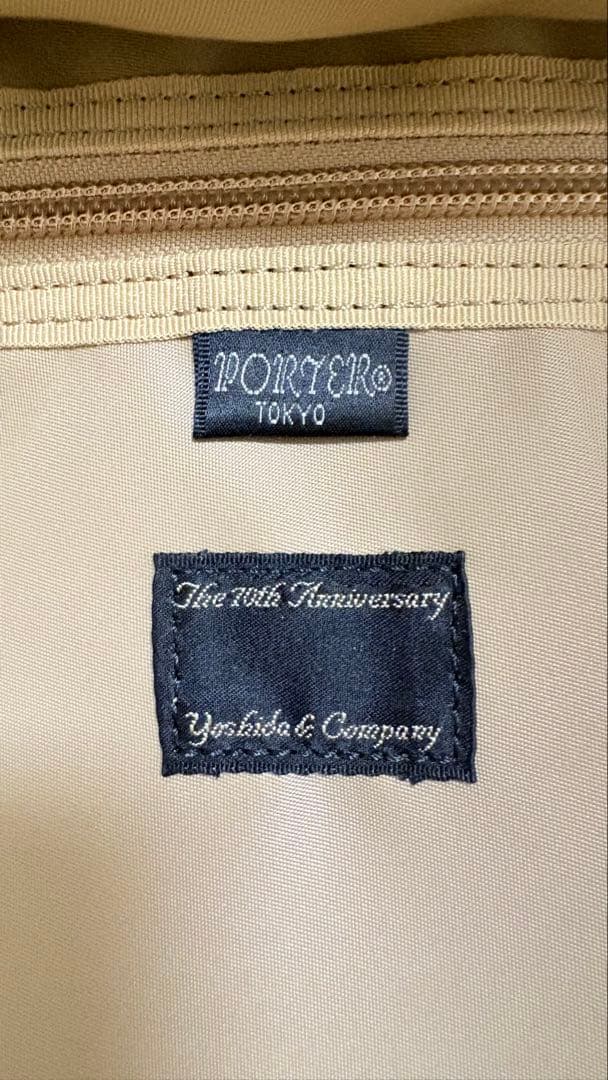 PORTER®
TOKYO
The 70th Anniversary
Yoshida & Company